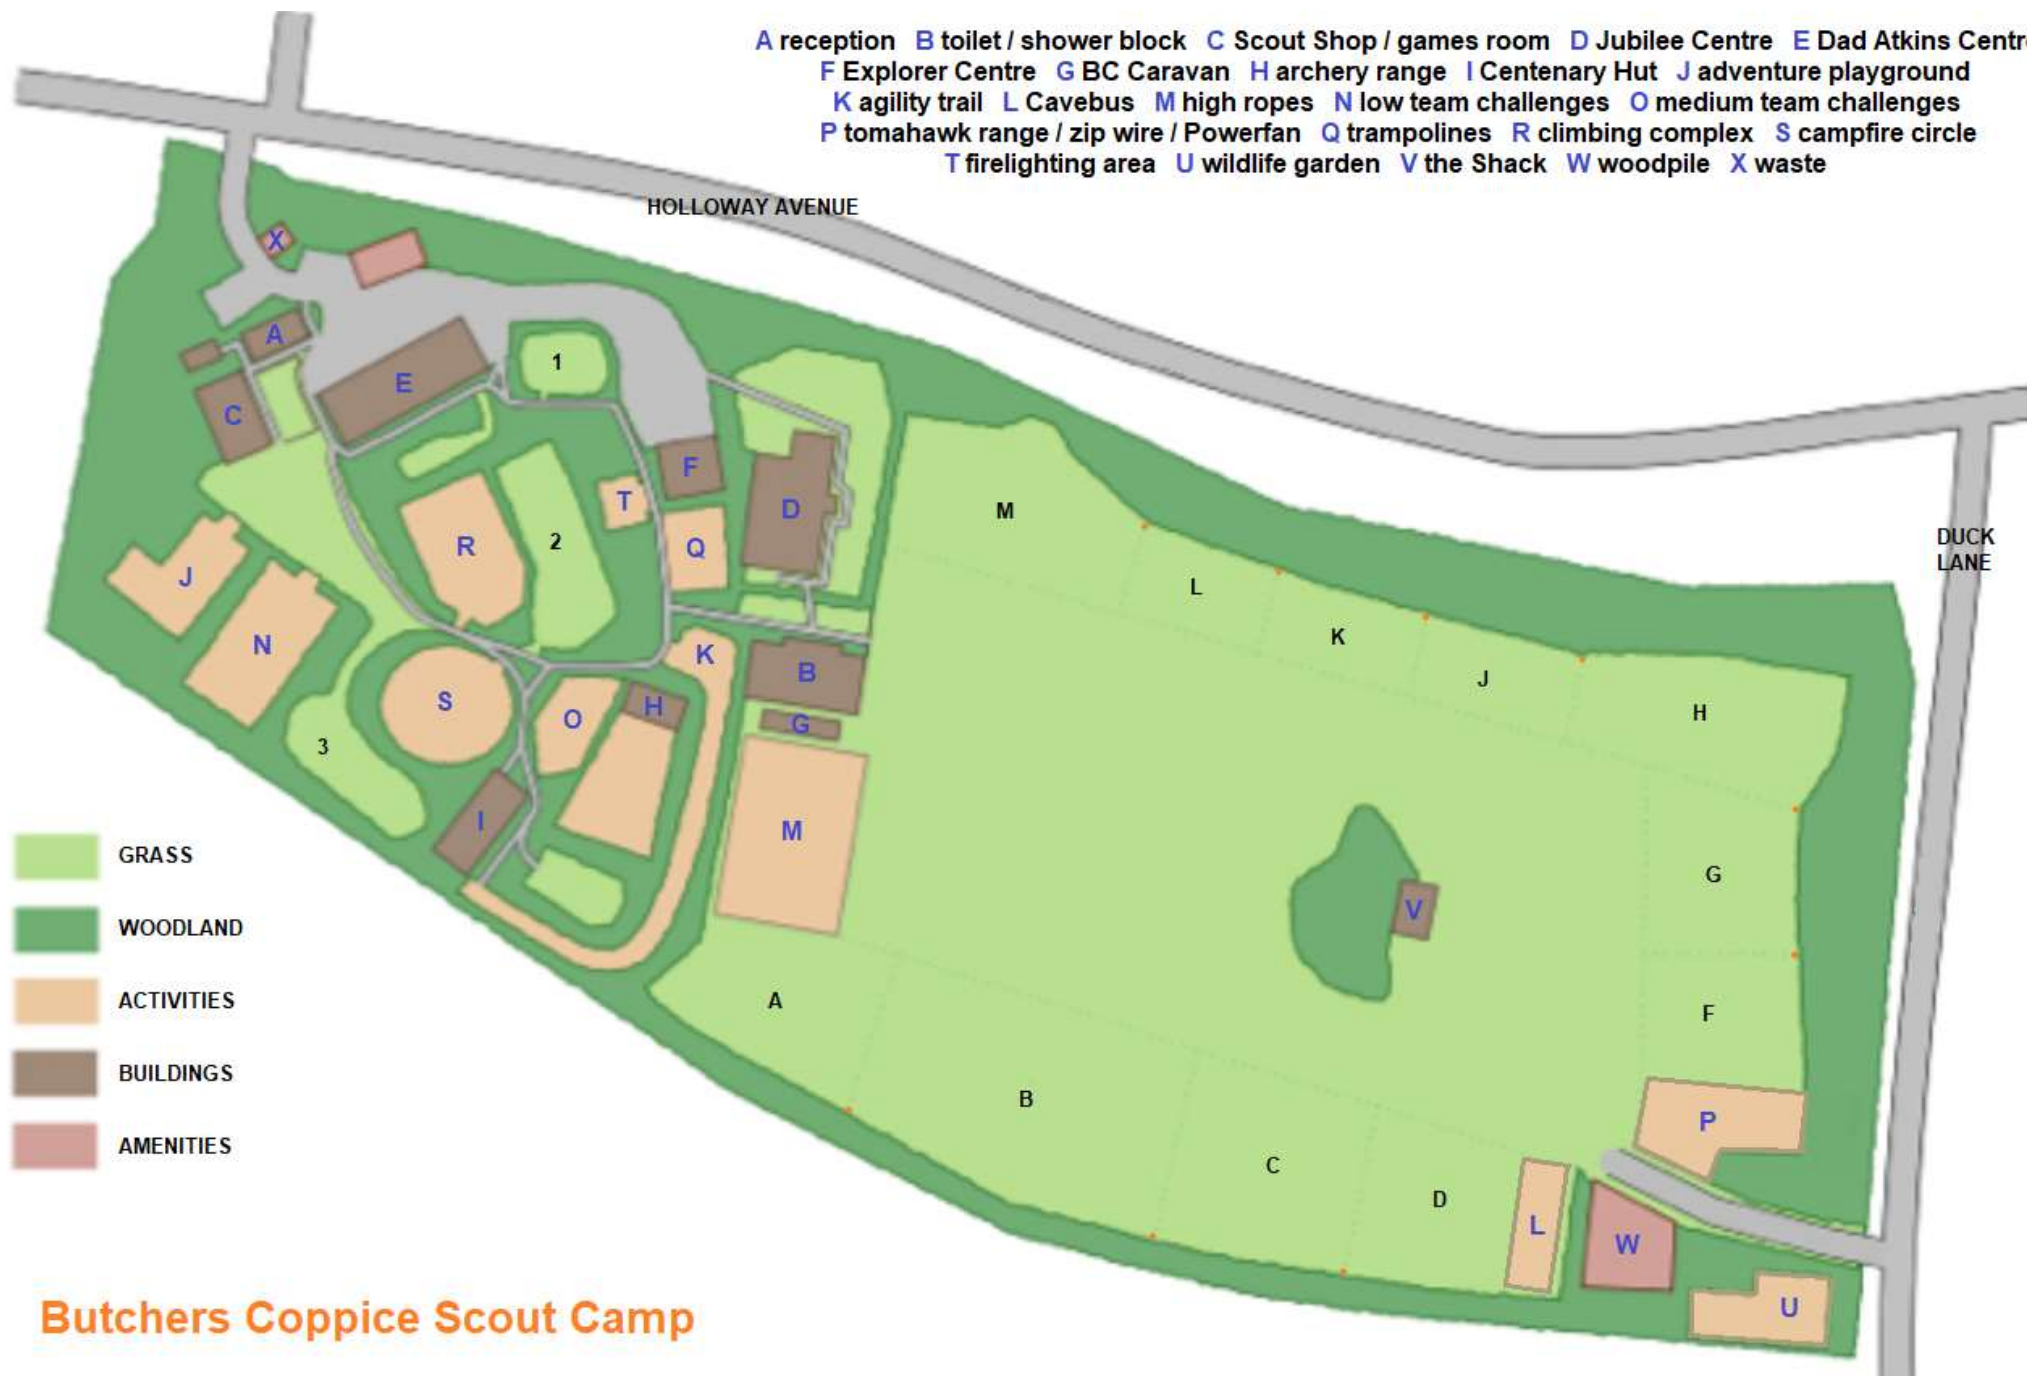 A reception B toilet / shower block C Scout Shop / games room D Jubilee Centre E Dad Atkins Centr
F Explorer Centre G BC Caravan H archery range I Centenary Hut J adventure playground
K agility trail L Cavebus M high ropes N low team challenges O medium team challenges
P tomahawk range / zip wire / Powerfan Q trampolines R climbing complex S campfire circle
T firelighting area U wildlife garden V the Shack W woodpile X waste
HOLLOWAY AVENUE
X
A
1
E
C
F
T
D
M
R
2
Q
DUCK
LANE
J
L
N
K
K
B
J
S
O
H
G
H
3
I
M
GRASS
G
V
WOODLAND
A
F
ACTIVITIES
B
P
BUILDINGS
C
D
AMENITIES
L
W
U
Butchers Coppice Scout Camp